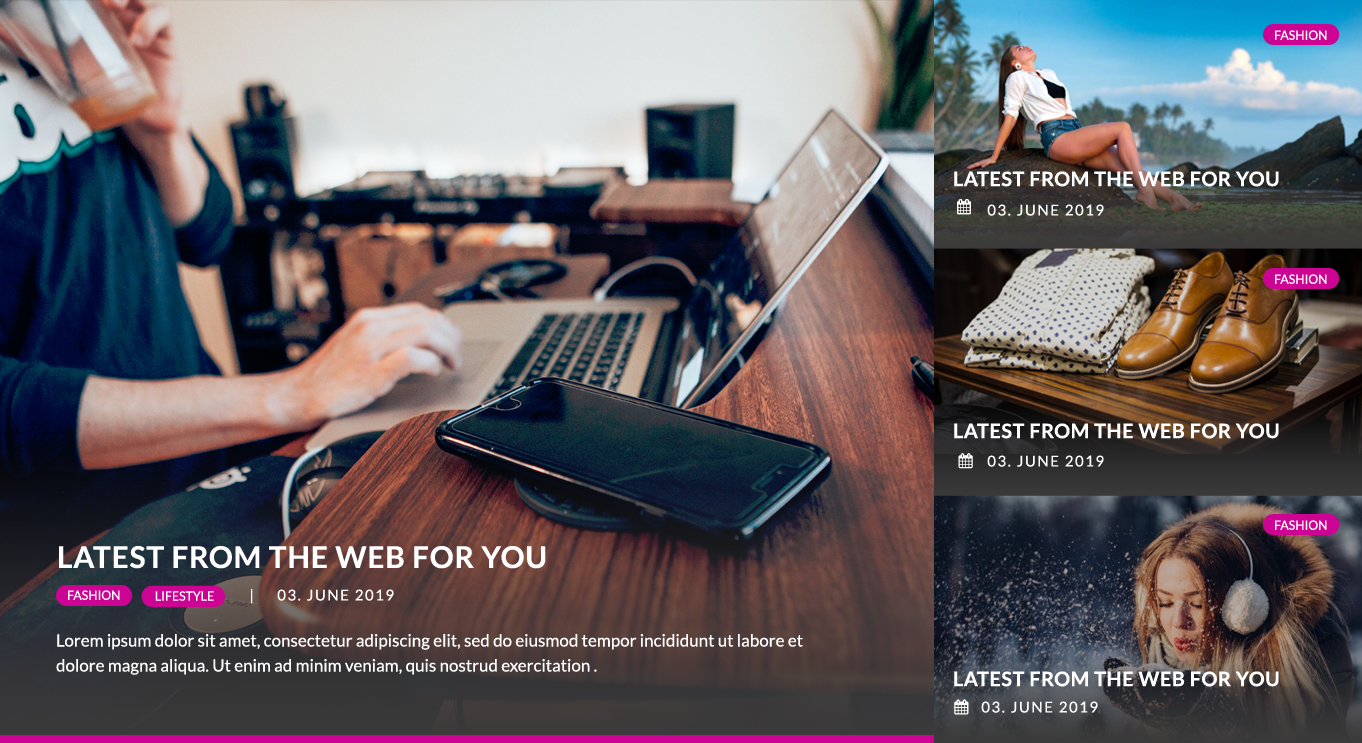 LATEST FROM THE WEB FOR YOU
FASHION LIFESTYLE | 03. JUNE 2019
Lorem ipsum dolor sit amet, consectetur adipiscing elit, sed do eiusmod tempor incididunt ut labore et
dolore magna aliqua. Ut enim ad minim veniam, quis nostrud exercitation .
FASHION
LATEST FROM THE WEB FOR YOU
03. JUNE 2019
FASHION
LATEST FROM THE WEB FOR YOU
03. JUNE 2019
FASHION
LATEST FROM THE WEB FOR YOU
03. JUNE 2019